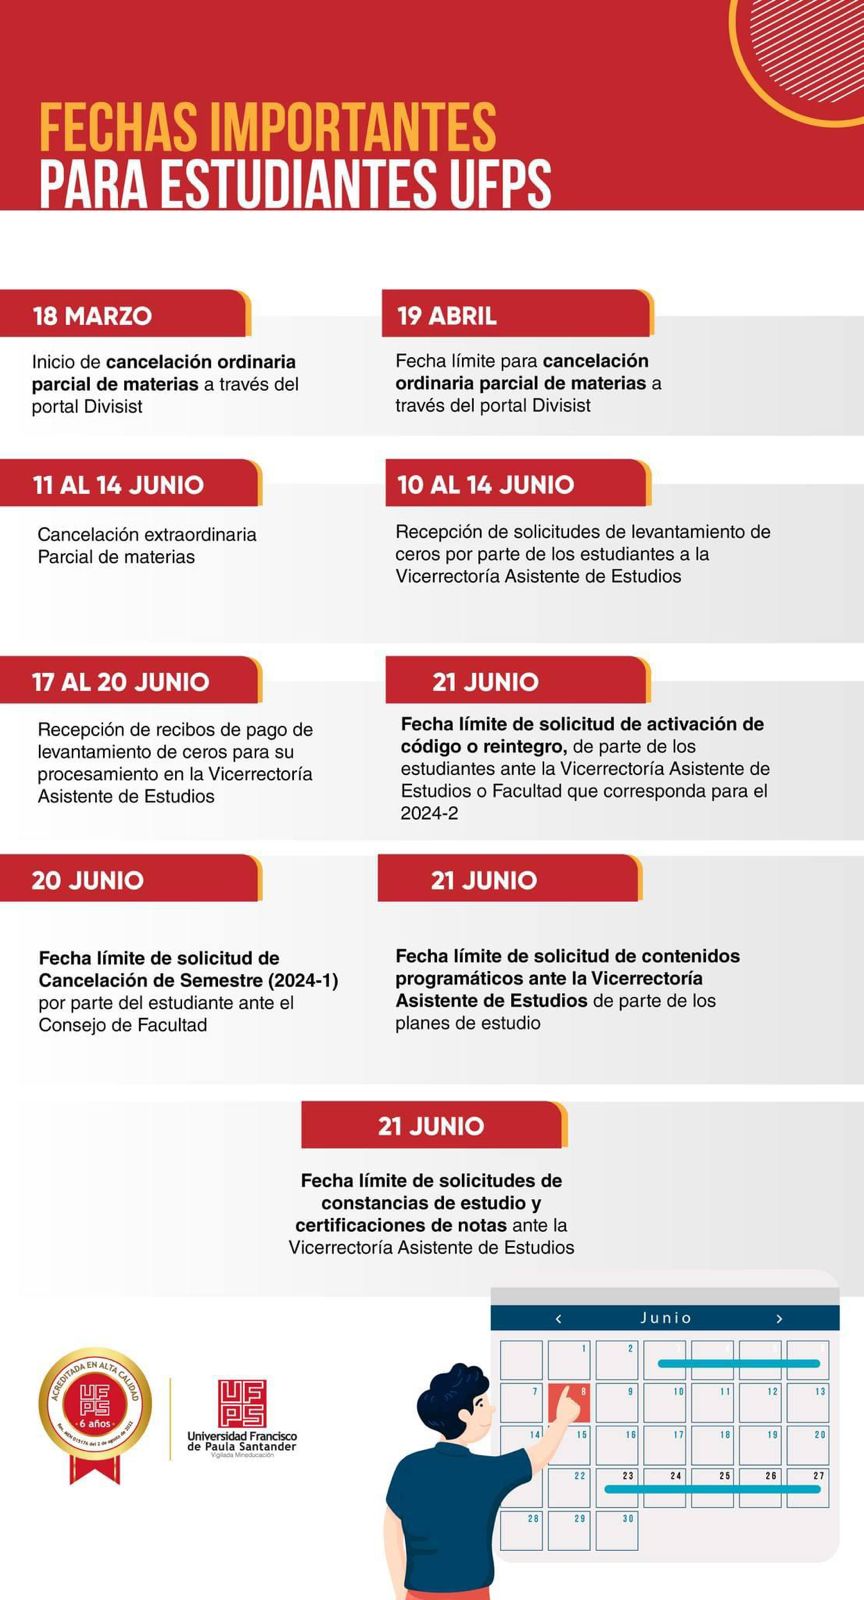 FECHAS IMPORTANTES
PARA ESTUDIANTES UFPS
18 MARZO
Inicio de cancelación ordinaria
parcial de materias a través del
portal Divisist
19 ABRIL
Fecha límite para cancelación
ordinaria parcial de materias a
través del portal Divisist
11 AL 14 JUNIO
Cancelación extraordinaria
Parcial de materias
10 AL 14 JUNIO
Recepción de solicitudes de levantamiento de
ceros por parte de los estudiantes a la
Vicerrectoría Asistente de Estudios
17 AL 20 JUNIO
Recepción de recibos de pago de
levantamiento de ceros para su
procesamiento en la Vicerrectoría
Asistente de Estudios
21 JUNIO
Fecha límite de solicitud de activación de
código o reintegro, de parte de los
estudiantes ante la Vicerrectoría Asistente de
Estudios o Facultad que corresponda para el
2024-2
20 JUNIO
Fecha límite de solicitud de
Cancelación de Semestre (2024-1)
por parte del estudiante ante el
Consejo de Facultad
21 JUNIO
Fecha límite de solicitud de contenidos
programáticos ante la Vicerrectoría
Asistente de Estudios de parte de los
planes de estudio
21 JUNIO
Fecha límite de solicitudes de
constancias de estudio y
certificaciones de notas ante la
Vicerrectoría Asistente de Estudios
ACREDITADA EN ALTA CALIDAD
UF
PS
6 años
UF
PS
Universidad Francisco
de Paula Santander
Vigilada Mineducación
< Junio >
1 2
7 8 9 10 11 12 13
14 15 16 17 18 19 20
22 23 24 25 26 27
28 29 30